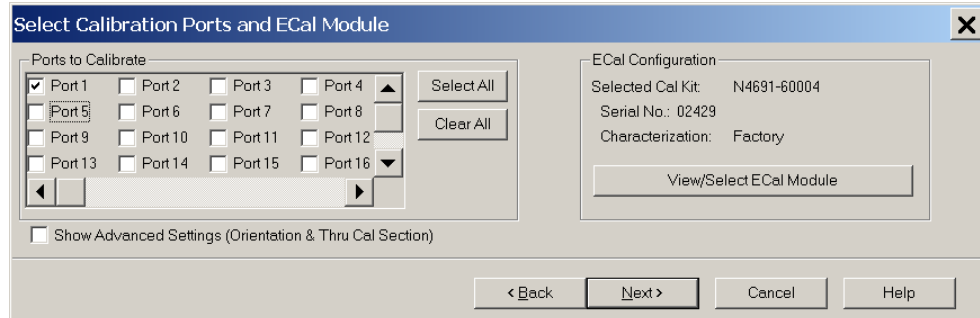 Select Calibration Ports and ECal Module
Ports to Calibrate
Port 1 Port 2 Port 3 Port 4
Port 5 Port 6 Port 7 Port 8
Port 9 Port 10 Port 11 Port 12
Port 13 Port 14 Port 15 Port 16
Select All
Clear All
ECal Configuration
Selected Cal Kit: N4691-60004
Serial No.: 02429
Characterization: Factory
View/Select ECal Module
Show Advanced Settings (Orientation & Thru Cal Section)
< Back Next > Cancel Help